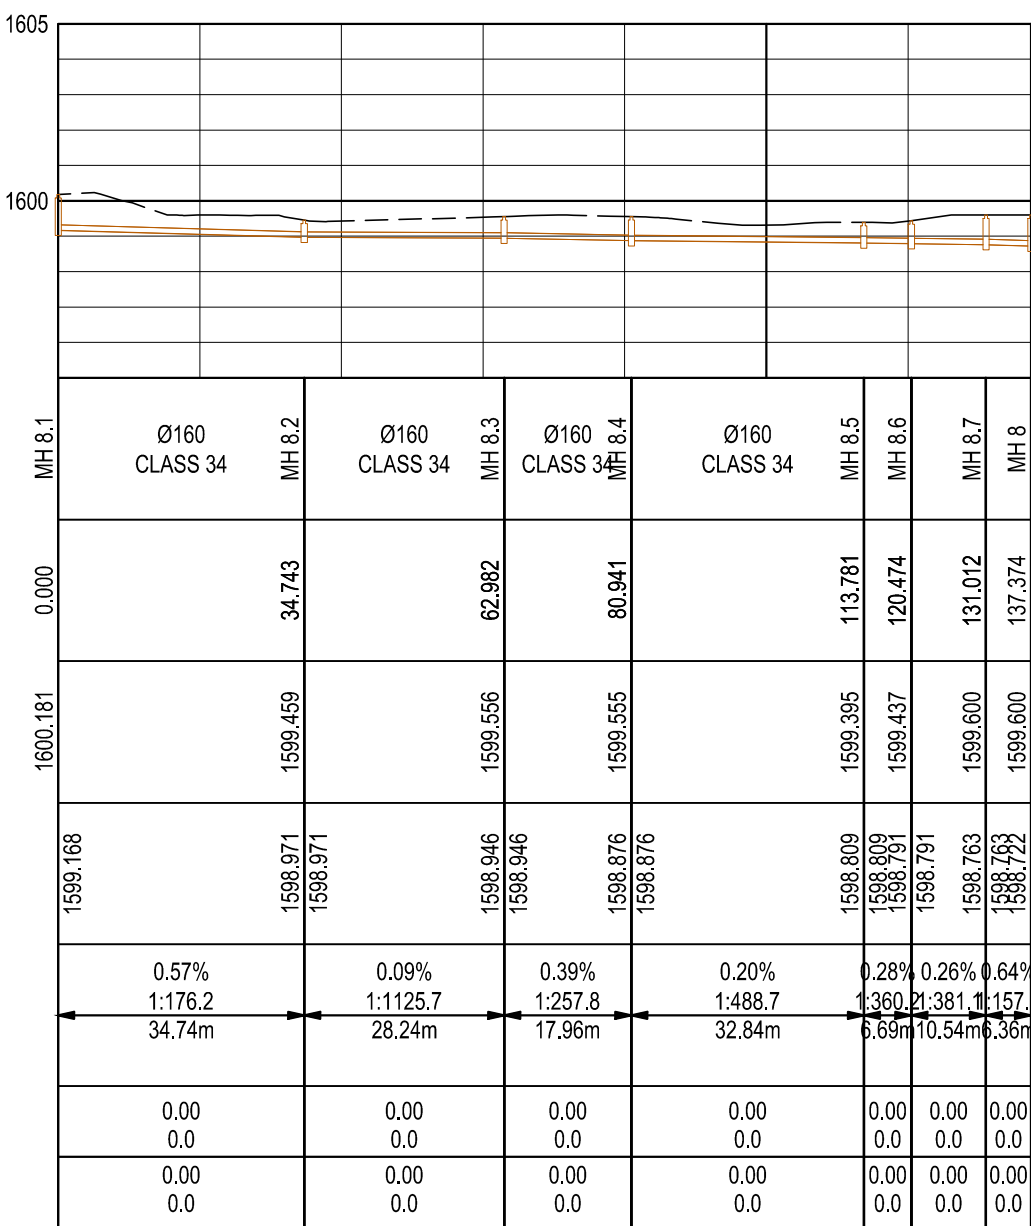 1605
1600
MH 8.1
Ø160
CLASS 34
MH 8.2
Ø160
CLASS 34
MH 8.3
Ø160
CLASS 34
MH 8.4
Ø160
CLASS 34
MH 8.5
MH 8.6
MH 8.7
MH 8
0.000
34.743
62.982
80.941
113.781
120.474
131.012
137.374
1600.181
1599.459
1599.556
1599.555
1599.395
1599.437
1599.600
1599.600
1599.168
1598.971
1598.971
1598.946
1598.946
1598.876
1598.876
1598.809
1598.809
1598.791
1598.791
1598.763
1598.763
1598.722
0.57%
1:176.2
34.74m
0.09%
1:1125.7
28.24m
0.39%
1:257.8
17.96m
0.20%
1:488.7
32.84m
0.28%
1:360.2
6.69m
0.26%
1:381.1
10.54m
0.64%
1:157.
6.36m
0.00 0.00 0.00 0.00 0.00 0.00 0.00
0.0 0.0 0.0 0.0 0.0 0.0 0.0
0.00 0.00 0.00 0.00 0.00 0.00 0.00
0.0 0.0 0.0 0.0 0.0 0.0 0.0